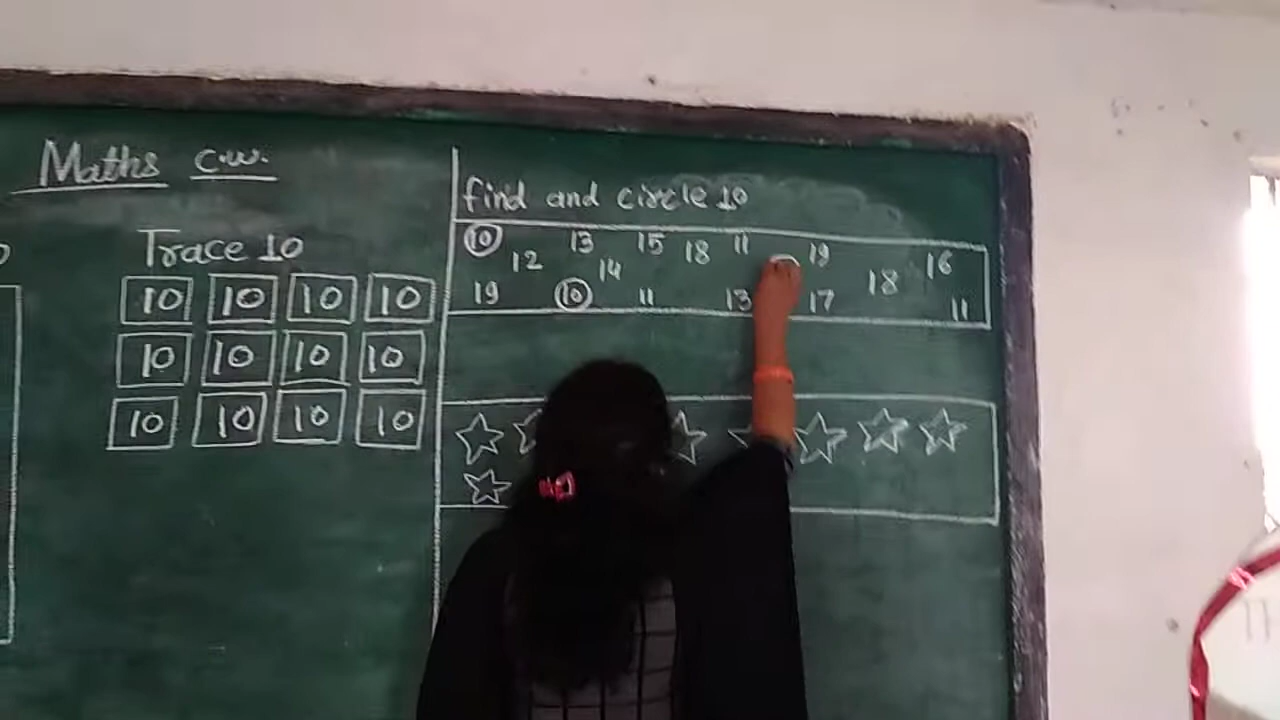 Maths c.w.
Trace 10
10 10 10 10
10 10 10 10
10 10 10 10
find and circle 10
10 12 13 14 15 18 11 19 18 16
19 10 11 13 17 11